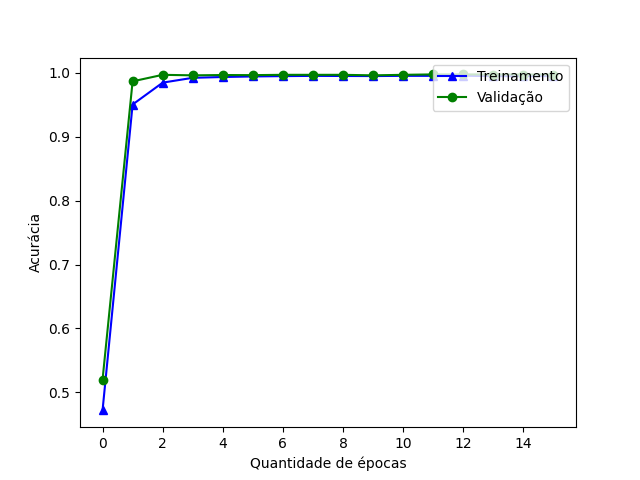 1.0
0.9
0.8
0.7
0.6
0.5
Acurácia
0 2 4 6 8 10 12 14
Quantidade de épocas
Treinamento
Validação